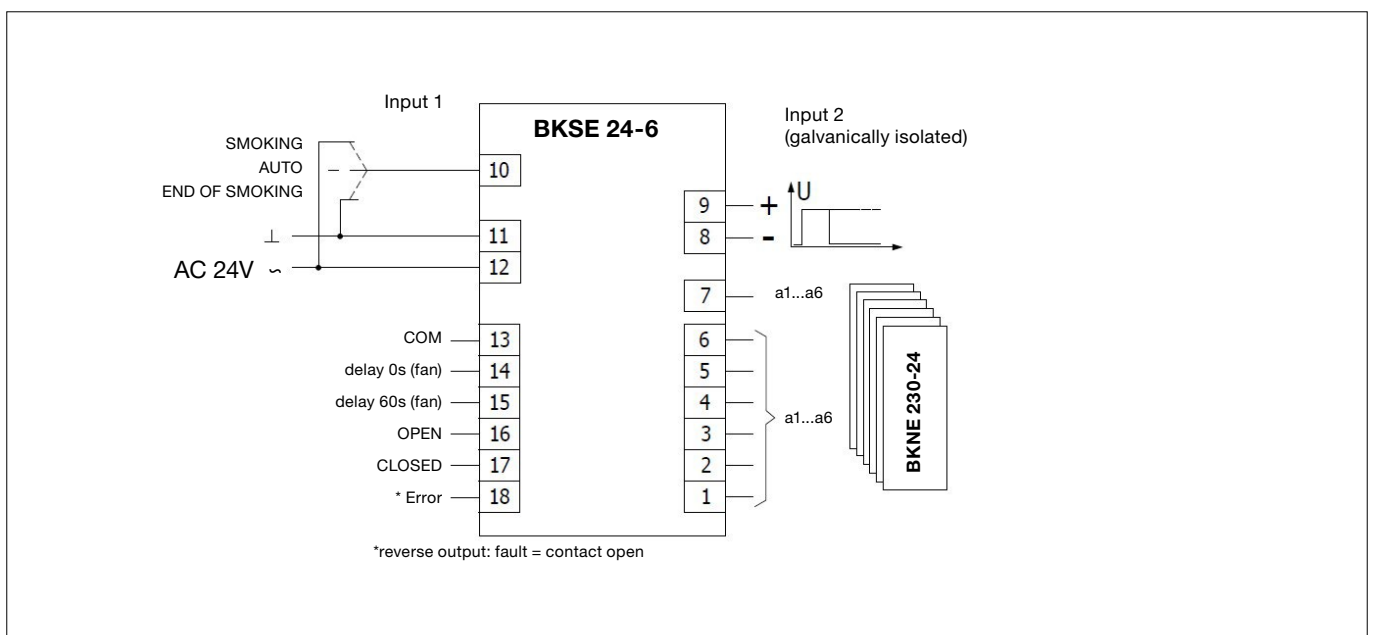 Input 1
BKSE 24-6
Input 2
(galvanically isolated)
SMOKING
AUTO
END OF SMOKING
⊥
AC 24V ~
10
11
12
9 +
8 -
U
7 a1...a6
COM 13
delay 0s (fan) 14
delay 60s (fan) 15
OPEN 16
CLOSED 17
* Error 18
6
5
4
3
2
1
a1...a6
BKNE 230-24
*reverse output: fault = contact open